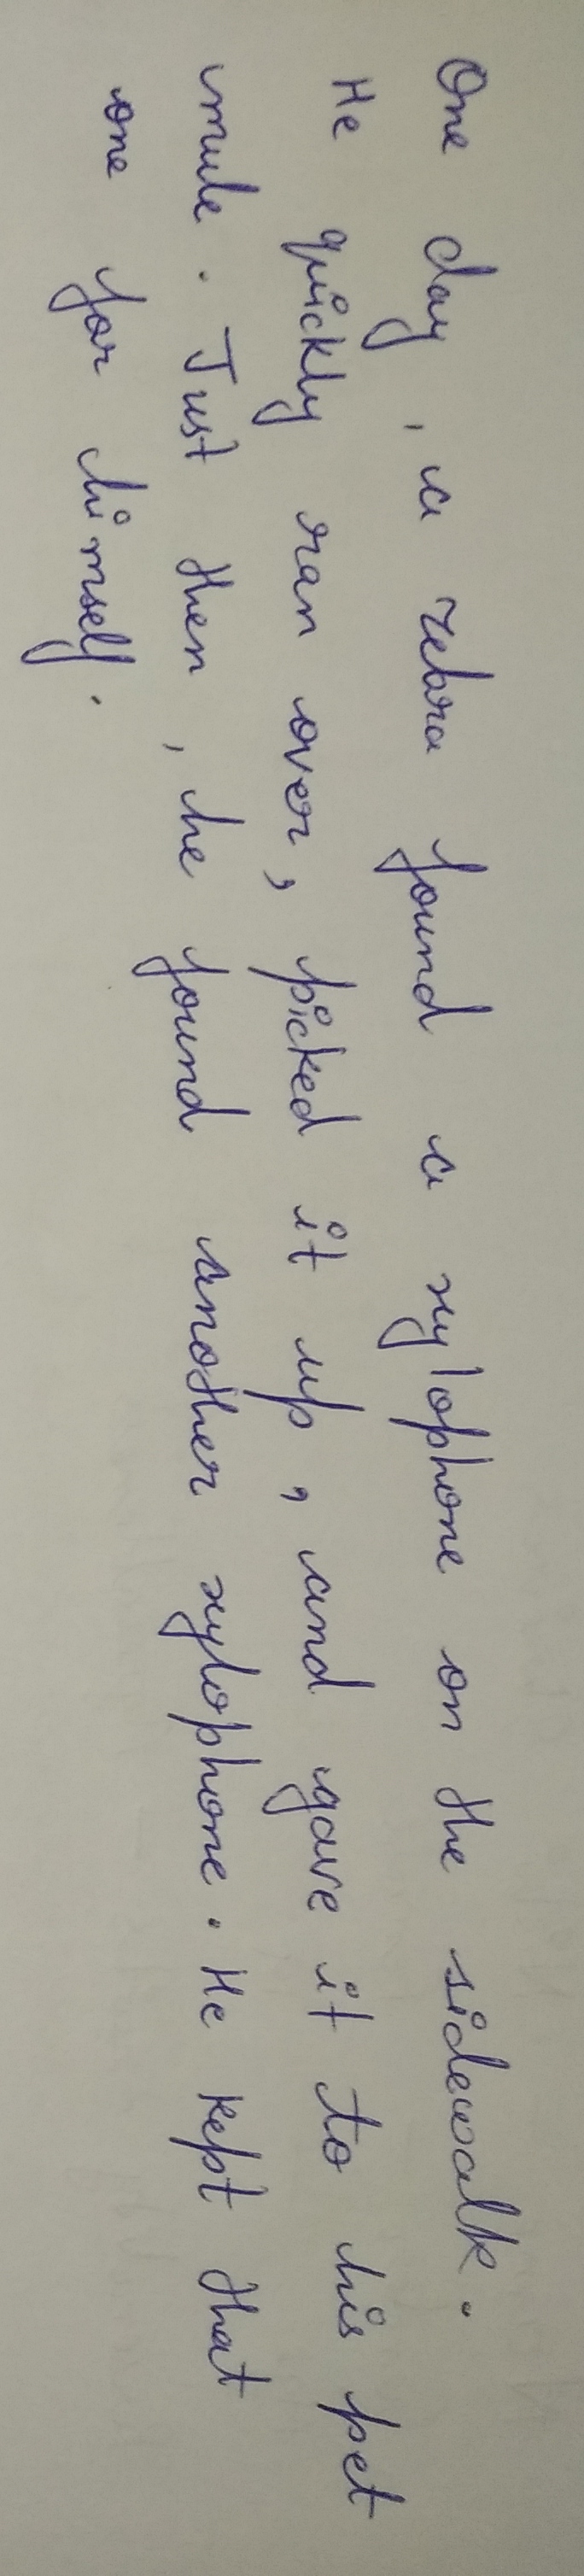 One day, a zebra found a xylophone on the sidewalk.
He quickly ran over, picked it up, and gave it to his pet
mule. Just then, he found another xylophone. He kept that
one for himself.